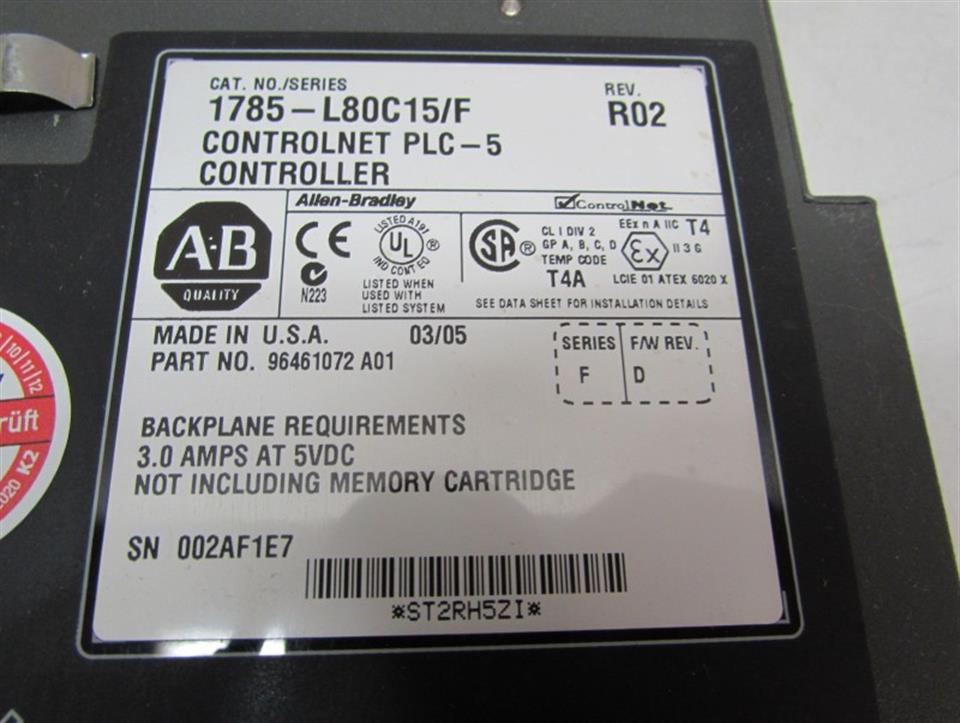 CAT. NO./SERIES
1785-L80C15/F
CONTROLNET PLC-5
CONTROLLER
REV.
R02
Allen-Bradley
ControlNet
A·B
QUALITY
CE
N223
LISTED A197
UL ®
IND CONT EQ
LISTED WHEN
USED WITH
LISTED SYSTEM
SA ®
CL I DIV 2
GP A, B, C, D
TEMP CODE
T4A
EEx n A IIC T4
Ex II 3 G
LCIE 01 ATEX 6020 X
SEE DATA SHEET FOR INSTALLATION DETAILS
MADE IN U.S.A. 03/05
PART NO. 96461072 A01
SERIES F/W REV.
F D
BACKPLANE REQUIREMENTS
3.0 AMPS AT 5VDC
NOT INCLUDING MEMORY CARTRIDGE
SN 002AF1E7
*ST2RH5ZI*
/10/11/12
rüft
2020 K2